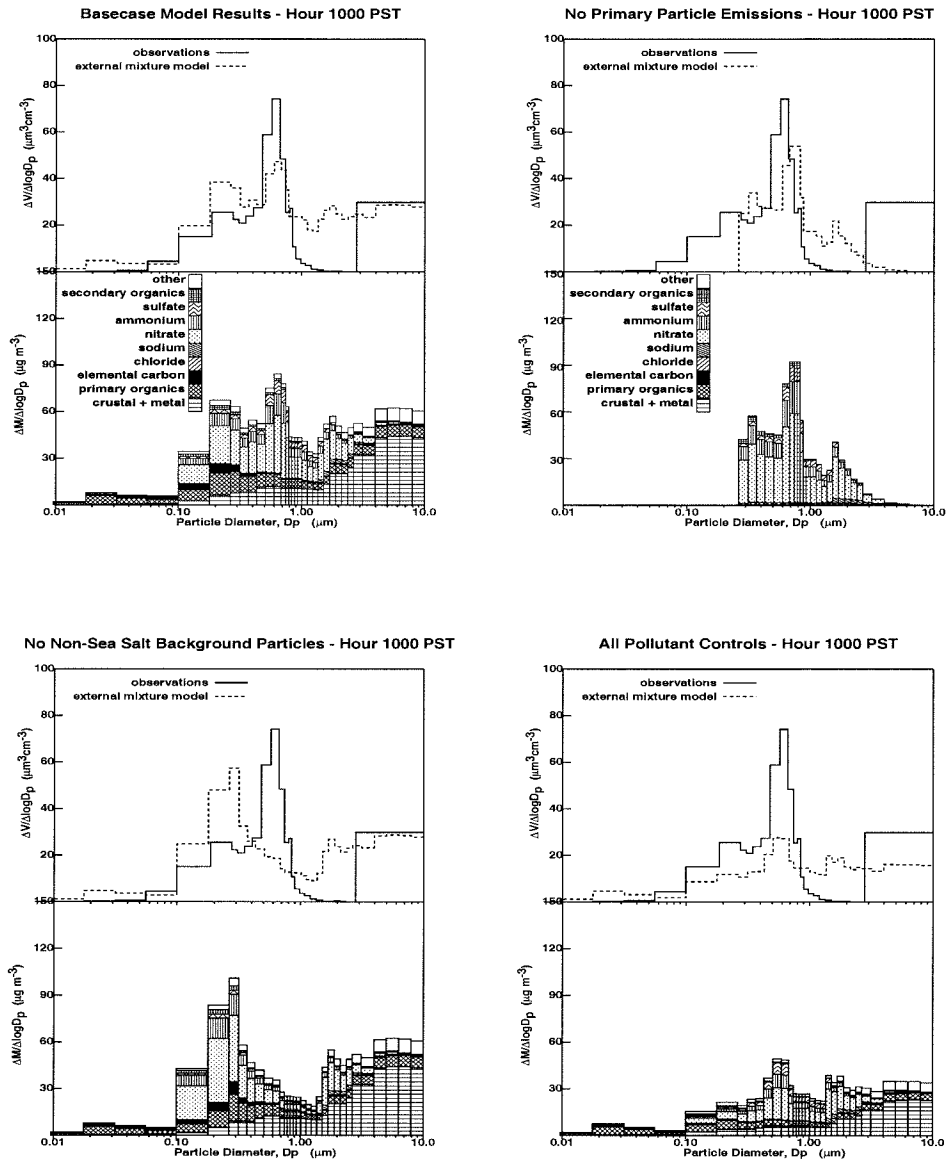 Basecase Model Results - Hour 1000 PST
100
observations
external mixture model
80
60
40
20
ΔV/ΔlogDp (μm3cm-3)
150
other
secondary organics
sulfate
ammonium
nitrate
sodium
chloride
elemental carbon
primary organics
crustal + metal
120
90
60
30
ΔM/ΔlogDp (μg m-3)
0.01 0.10 1.00 10.0
Particle Diameter, Dp (μm)
No Primary Particle Emissions - Hour 1000 PST
100
observations
external mixture model
80
60
40
20
ΔV/ΔlogDp (μm3cm-3)
150
other
secondary organics
sulfate
ammonium
nitrate
sodium
chloride
elemental carbon
primary organics
crustal + metal
120
90
60
30
ΔM/ΔlogDp (μg m-3)
0.01 0.10 1.00 10.0
Particle Diameter, Dp (μm)
No Non-Sea Salt Background Particles - Hour 1000 PST
100
observations
external mixture model
80
60
40
20
ΔV/ΔlogDp (μm3cm-3)
150
120
90
60
30
ΔM/ΔlogDp (μg m-3)
0.01 0.10 1.00 10.0
Particle Diameter, Dp (μm)
All Pollutant Controls - Hour 1000 PST
100
observations
external mixture model
80
60
40
20
ΔV/ΔlogDp (μm3cm-3)
150
120
90
60
30
ΔM/ΔlogDp (μg m-3)
0.01 0.10 1.00 10.0
Particle Diameter, Dp (μm)